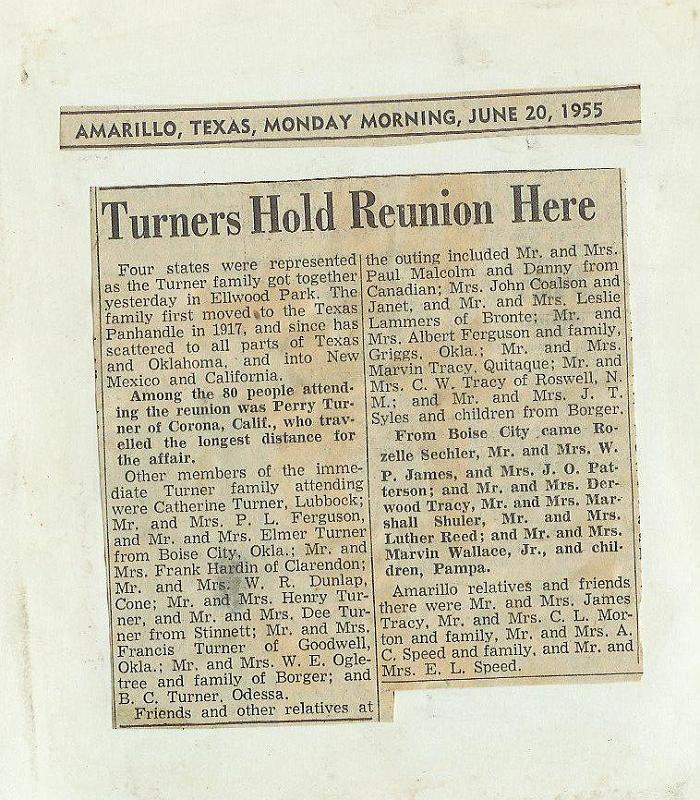 AMARILLO, TEXAS, MONDAY MORNING, JUNE 20, 1955
Turners Hold Reunion Here
Four states were represented
as the Turner family got together
yesterday in Ellwood Park. The
family first moved to the Texas
Panhandle in 1917, and since has
scattered to all parts of Texas
and Oklahoma, and into New
Mexico and California.
Among the 80 people attend-
ing the reunion was Perry Tur-
ner of Corona, Calif., who trav-
elled the longest distance for
the affair.
Other members of the imme-
diate Turner family attending
were Catherine Turner, Lubbock;
Mr. and Mrs. P. L. Ferguson,
and Mr. and Mrs. Elmer Turner
from Boise City, Okla.; Mr. and
Mrs. Frank Hardin of Clarendon;
Mr. and Mrs. W. R. Dunlap,
Cone; Mr. and Mrs. Henry Tur-
ner, and Mr. and Mrs. Dee Tur-
ner from Stinnett; Mr. and Mrs.
Francis Turner of Goodwell,
Okla.; Mr. and Mrs. W. E. Ogle-
tree and family of Borger; and
B. C. Turner, Odessa.
Friends and other relatives at
the outing included Mr. and Mrs.
Paul Malcolm and Danny from
Canadian; Mrs. John Coalson and
Janet, and Mr. and Mrs. Leslie
Lammers of Bronte; Mr. and
Mrs. Albert Ferguson and family,
Griggs, Okla.; Mr. and Mrs.
Marvin Tracy, Quitaque; Mr. and
Mrs. C. W. Tracy of Roswell, N.
M.; and Mr. and Mrs. J. T.
Syles and children from Borger.
From Boise City came Ro-
zelle Sechler, Mr. and Mrs. W.
P. James, and Mrs. J. O. Pat-
terson; and Mr. and Mrs. Der-
wood Tracy, Mr. and Mrs. Mar-
shall Shuler, Mr. and Mrs.
Luther Reed; and Mr. and Mrs.
Marvin Wallace, Jr., and chil-
dren, Pampa.
Amarillo relatives and friends
there were Mr. and Mrs. James
Tracy, Mr. and Mrs. C. L. Mor-
ton and family, Mr. and Mrs. A.
C. Speed and family, and Mr. and
Mrs. E. L. Speed.